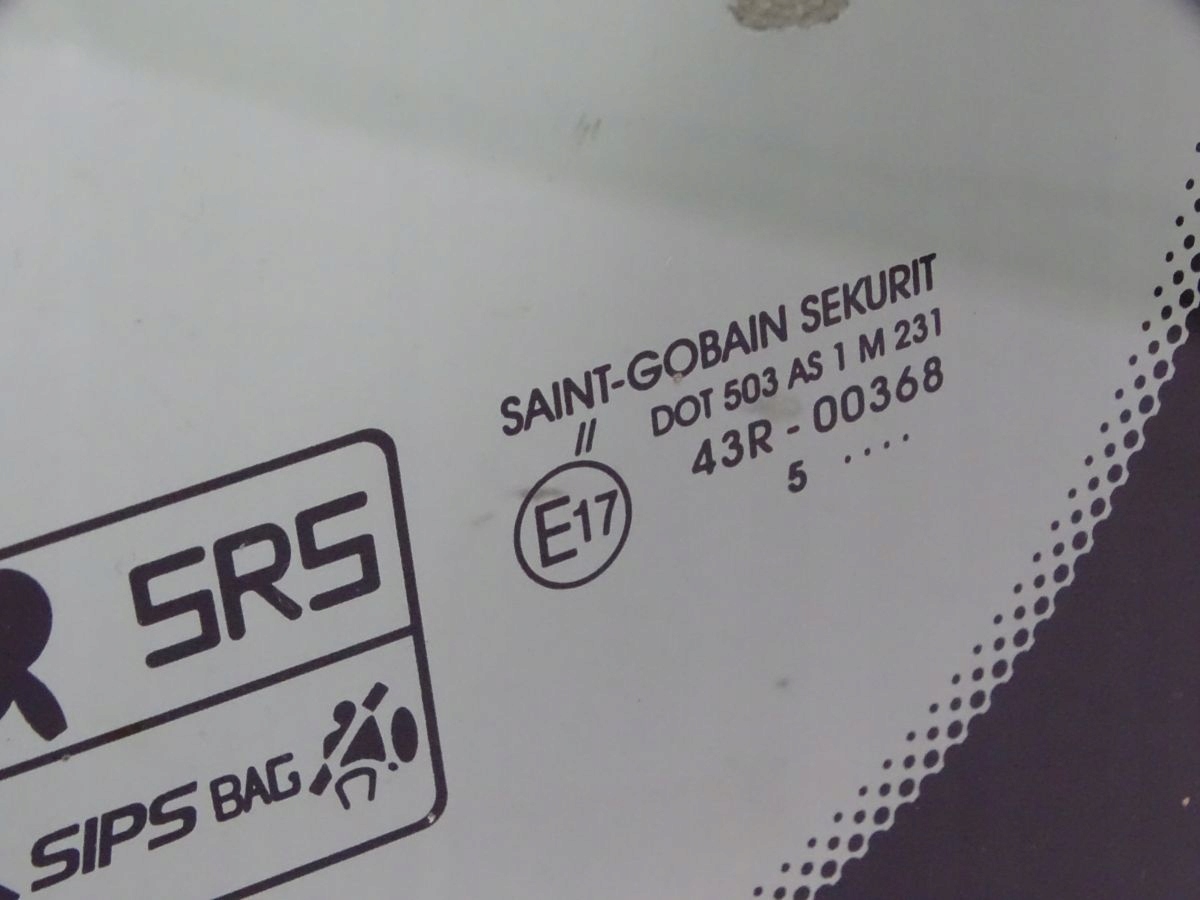 SAINT-GOBAIN SEKURIT
// DOT 503 AS 1 M 231
E17 43R - 00368
5 ....
SRS
SIPS BAG